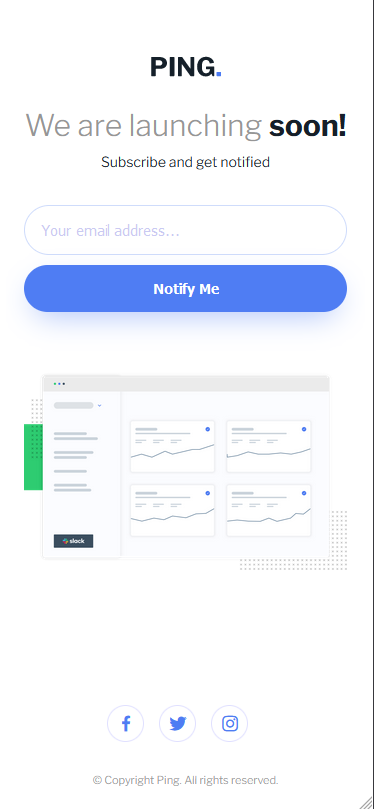 PING.
We are launching soon!
Subscribe and get notified
Your email address...
Notify Me
slack
© Copyright Ping. All rights reserved.